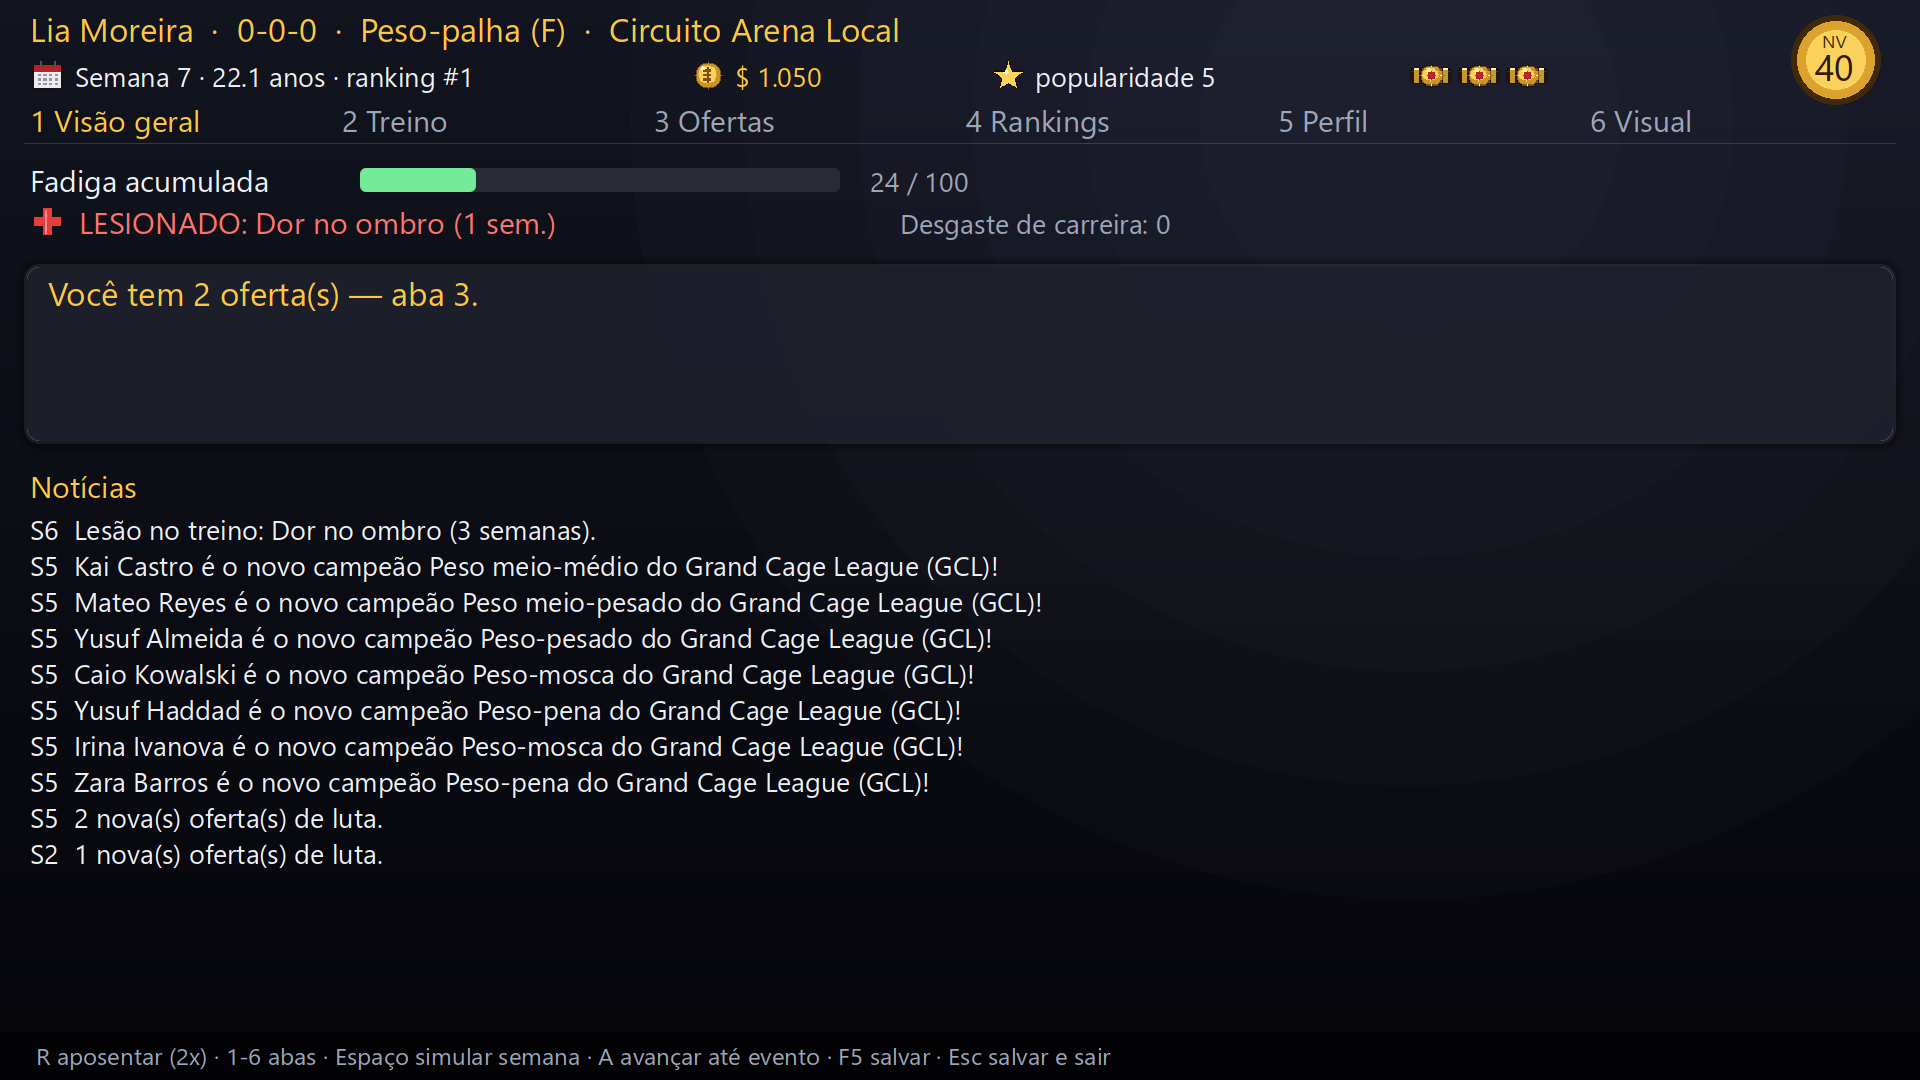 Lia Moreira · 0-0-0 · Peso-palha (F) · Circuito Arena Local
NV
40
Semana 7 · 22.1 anos · ranking #1
$ 1.050
popularidade 5
1 Visão geral
2 Treino
3 Ofertas
4 Rankings
5 Perfil
6 Visual
Fadiga acumulada
24 / 100
LESIONADO: Dor no ombro (1 sem.)
Desgaste de carreira: 0
Você tem 2 oferta(s) — aba 3.
Notícias
S6 Lesão no treino: Dor no ombro (3 semanas).
S5 Kai Castro é o novo campeão Peso meio-médio do Grand Cage League (GCL)!
S5 Mateo Reyes é o novo campeão Peso meio-pesado do Grand Cage League (GCL)!
S5 Yusuf Almeida é o novo campeão Peso-pesado do Grand Cage League (GCL)!
S5 Caio Kowalski é o novo campeão Peso-mosca do Grand Cage League (GCL)!
S5 Yusuf Haddad é o novo campeão Peso-pena do Grand Cage League (GCL)!
S5 Irina Ivanova é o novo campeão Peso-mosca do Grand Cage League (GCL)!
S5 Zara Barros é o novo campeão Peso-pena do Grand Cage League (GCL)!
S5 2 nova(s) oferta(s) de luta.
S2 1 nova(s) oferta(s) de luta.
R aposentar (2x) · 1-6 abas · Espaço simular semana · A avançar até evento · F5 salvar · Esc salvar e sair